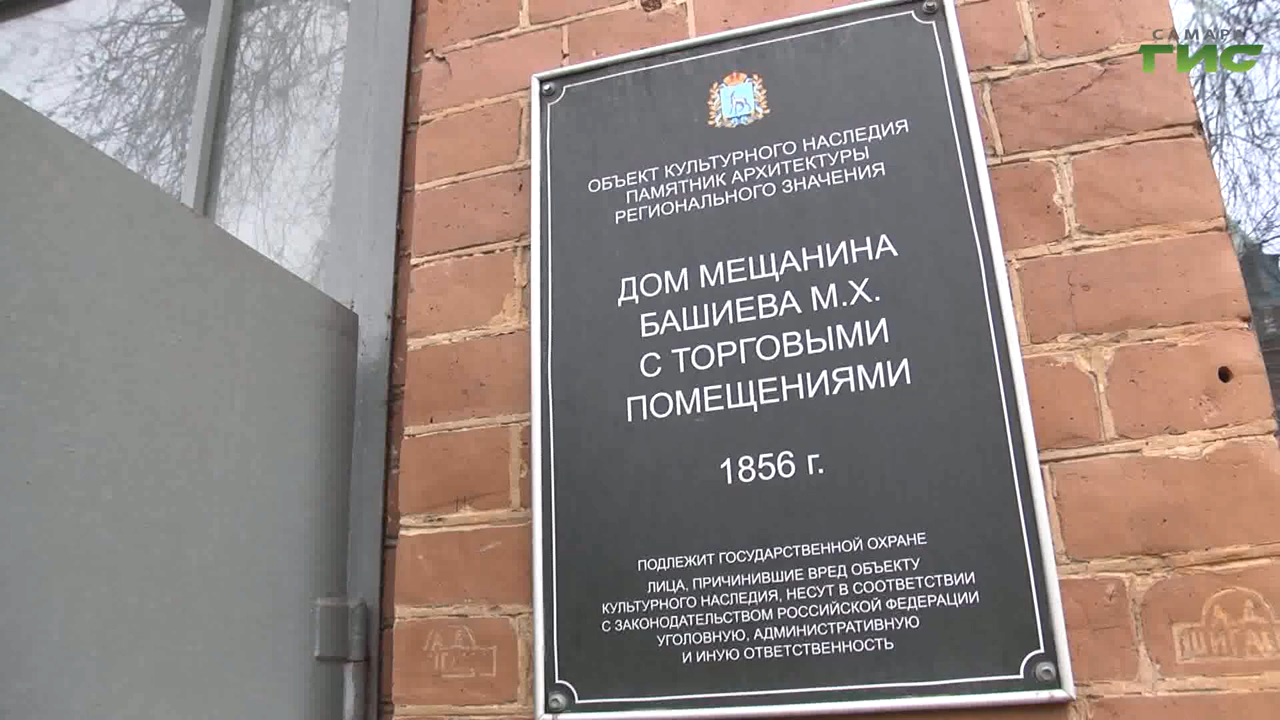 САМАРА
ГИС
ОБЪЕКТ КУЛЬТУРНОГО НАСЛЕДИЯ
ПАМЯТНИК АРХИТЕКТУРЫ
РЕГИОНАЛЬНОГО ЗНАЧЕНИЯ
ДОМ МЕЩАНИНА
БАШИЕВА М.Х.
С ТОРГОВЫМИ
ПОМЕЩЕНИЯМИ
1856 г.
ПОДЛЕЖИТ ГОСУДАРСТВЕННОЙ ОХРАНЕ
ЛИЦА, ПРИЧИНИВШИЕ ВРЕД ОБЪЕКТУ
КУЛЬТУРНОГО НАСЛЕДИЯ, НЕСУТ В СООТВЕТСТВИИ
С ЗАКОНОДАТЕЛЬСТВОМ РОССИЙСКОЙ ФЕДЕРАЦИИ
УГОЛОВНУЮ, АДМИНИСТРАТИВНУЮ
И ИНУЮ ОТВЕТСТВЕННОСТЬ